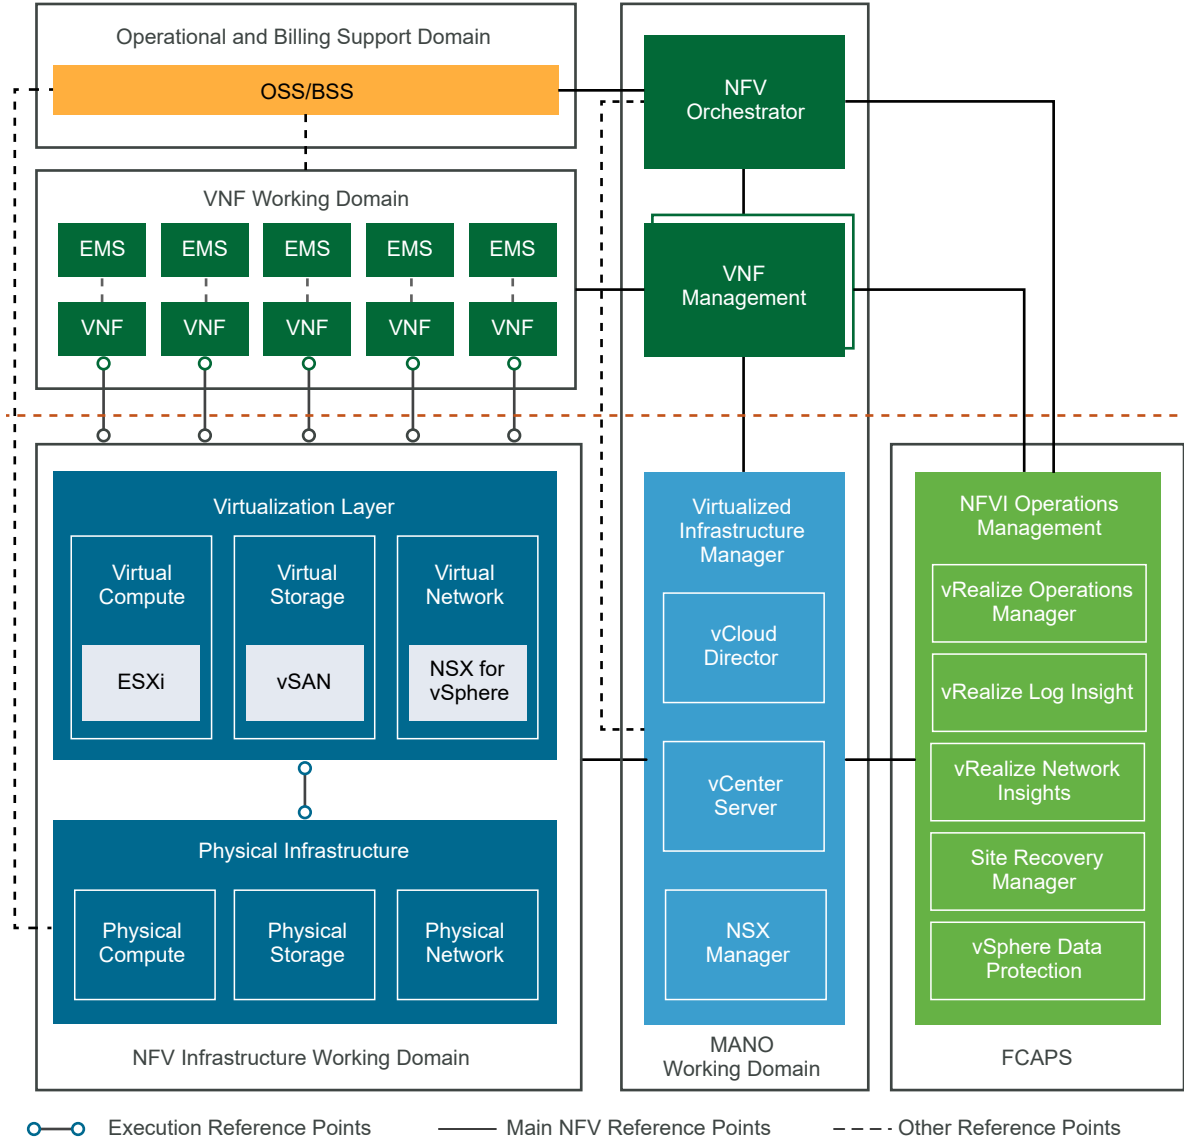 Operational and Billing Support Domain
OSS/BSS
VNF Working Domain
EMS
EMS
EMS
EMS
EMS
VNF
VNF
VNF
VNF
VNF
NFV
Orchestrator
VNF
Management
Virtualization Layer
Virtual
Compute
ESXi
Virtual
Storage
vSAN
Virtual
Network
NSX for
vSphere
Physical Infrastructure
Physical
Compute
Physical
Storage
Physical
Network
NFV Infrastructure Working Domain
Virtualized
Infrastructure
Manager
vCloud
Director
vCenter
Server
NSX
Manager
MANO
Working Domain
NFVI Operations
Management
vRealize Operations
Manager
vRealize Log Insight
vRealize Network
Insights
Site Recovery
Manager
vSphere Data
Protection
FCAPS
Execution Reference Points
Main NFV Reference Points
Other Reference Points